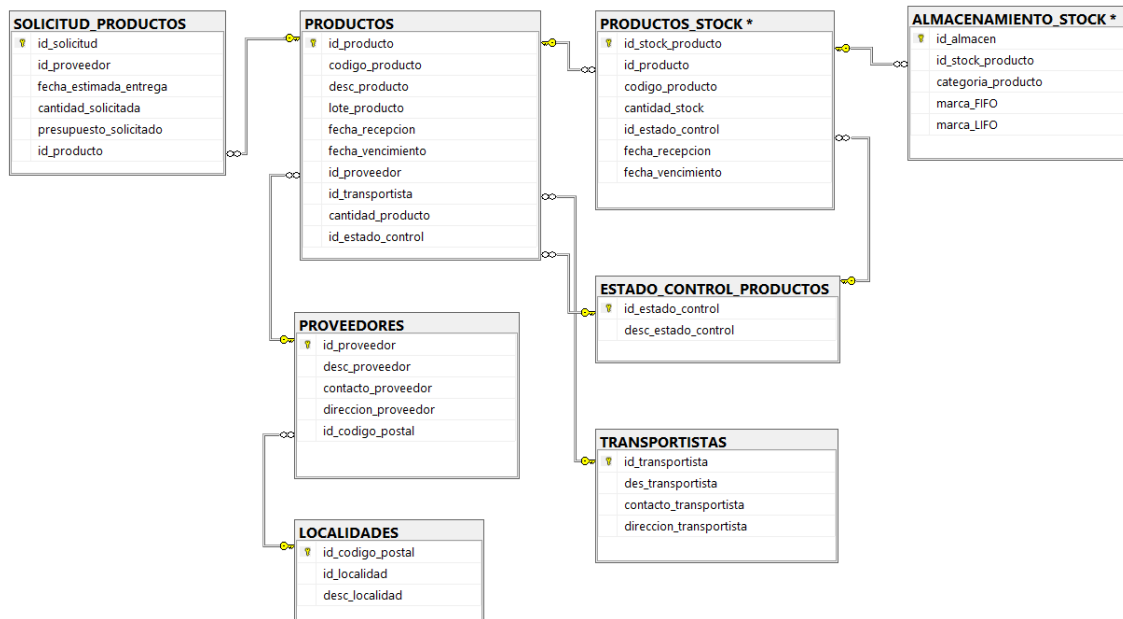 SOLICITUD_PRODUCTOS
id_solicitud
id_proveedor
fecha_estimada_entrega
cantidad_solicitada
presupuesto_solicitado
id_producto
PRODUCTOS
id_producto
codigo_producto
desc_producto
lote_producto
fecha_recepcion
fecha_vencimiento
id_proveedor
id_transportista
cantidad_producto
id_estado_control
PRODUCTOS_STOCK *
id_stock_producto
id_producto
codigo_producto
cantidad_stock
id_estado_control
fecha_recepcion
fecha_vencimiento
ALMACENAMIENTO_STOCK *
id_almacen
id_stock_producto
categoria_producto
marca_FIFO
marca_LIFO
ESTADO_CONTROL_PRODUCTOS
id_estado_control
desc_estado_control
PROVEEDORES
id_proveedor
desc_proveedor
contacto_proveedor
direccion_proveedor
id_codigo_postal
TRANSPORTISTAS
id_transportista
des_transportista
contacto_transportista
direccion_transportista
LOCALIDADES
id_codigo_postal
id_localidad
desc_localidad